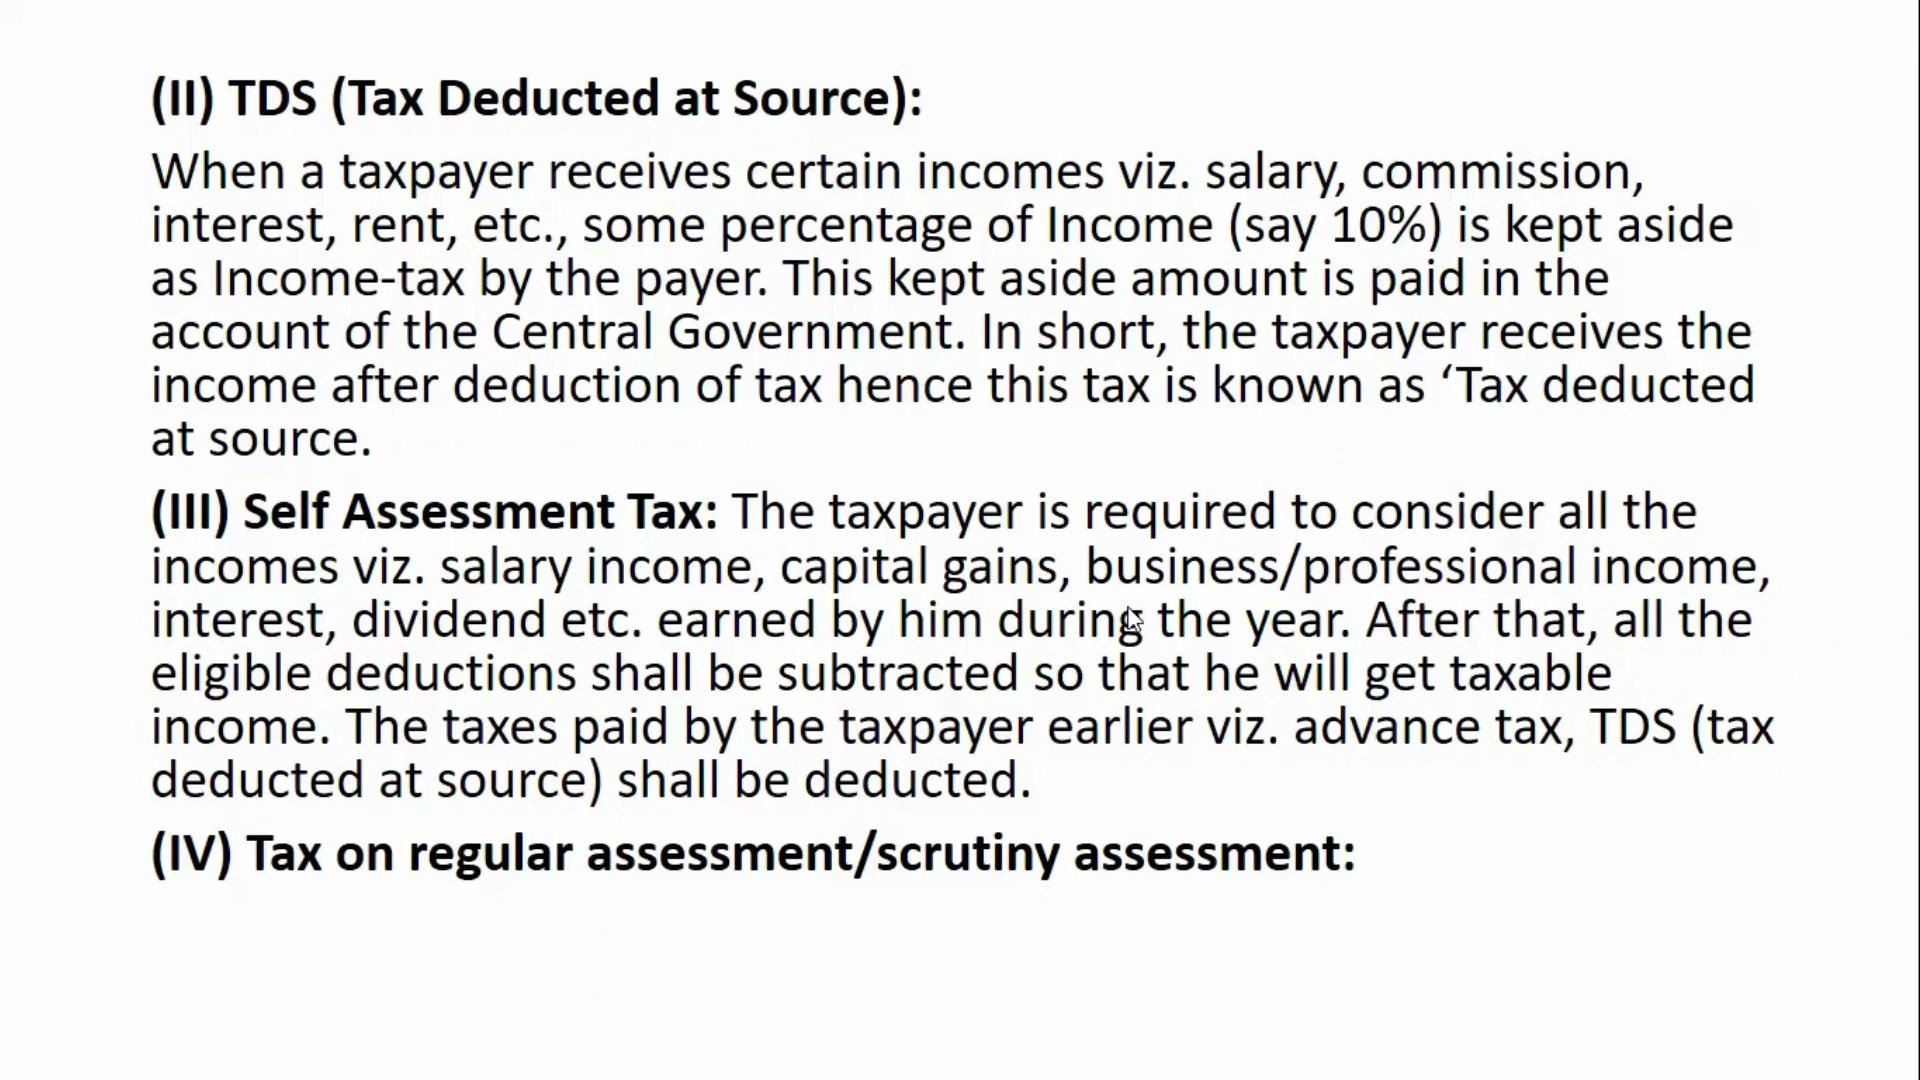 (II) TDS (Tax Deducted at Source):
When a taxpayer receives certain incomes viz. salary, commission,
interest, rent, etc., some percentage of Income (say 10%) is kept aside
as Income-tax by the payer. This kept aside amount is paid in the
account of the Central Government. In short, the taxpayer receives the
income after deduction of tax hence this tax is known as ‘Tax deducted
at source.
(III) Self Assessment Tax: The taxpayer is required to consider all the
incomes viz. salary income, capital gains, business/professional income,
interest, dividend etc. earned by him during the year. After that, all the
eligible deductions shall be subtracted so that he will get taxable
income. The taxes paid by the taxpayer earlier viz. advance tax, TDS (tax
deducted at source) shall be deducted.
(IV) Tax on regular assessment/scrutiny assessment: